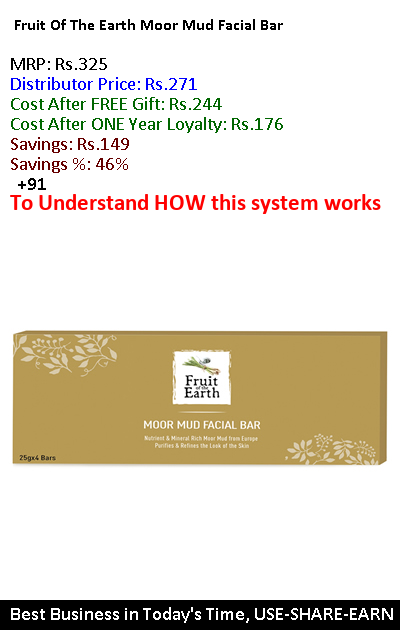 Fruit Of The Earth Moor Mud Facial Bar
MRP: Rs.325
Distributor Price: Rs.271
Cost After FREE Gift: Rs.244
Cost After ONE Year Loyalty: Rs.176
Savings: Rs.149
Savings %: 46%
+91
To Understand HOW this system works
Fruit
of the
Earth
MOOR MUD FACIAL BAR
Nutrient & Mineral Rich Moor Mud from Europe
Purifies & Refines the Look of the Skin
25gx4 Bars
Best Business in Today's Time, USE-SHARE-EARN